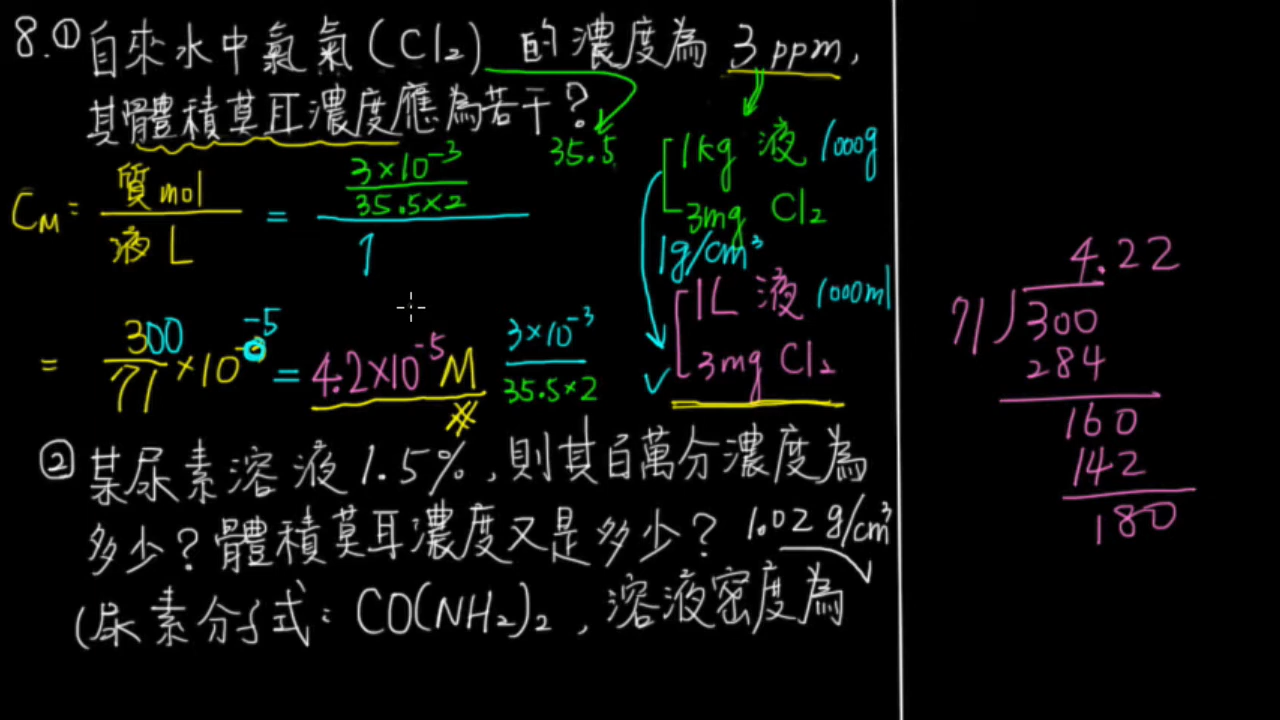 8.① 自來水中氯氣(Cl₂) 的濃度為 3 ppm,
其體積莫耳濃度應為若干?
35.5
1kg 液 1000g
3mg Cl₂
1g/cm³
1L 液 1000ml
3mg Cl₂
C_M = 質mol / 液 L = (3×10⁻³ / 35.5×2) / 1
= 300/71 ×10⁻⁵ = 4.2×10⁻⁵ M
3×10⁻³ / 35.5×2
② 某尿素溶液1.5%,則其百萬分濃度為
多少?體積莫耳濃度又是多少? 1.02 g/cm³
(尿素分子式: CO(NH₂)₂, 溶液密度為
4.22
71)300
284
160
142
180